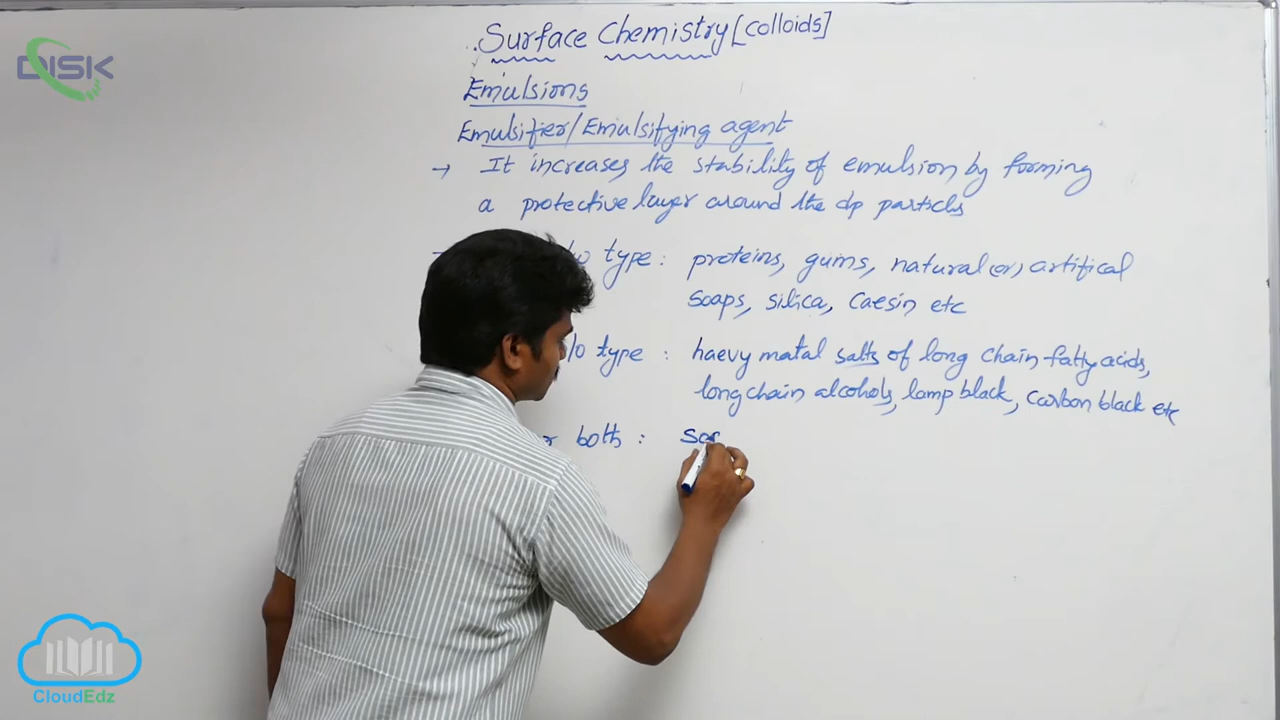 DISK
Surface Chemistry [colloids]
Emulsions
Emulsifier/Emulsifying agent
→ It increases the stability of emulsion by forming
a protective layer around the dp particles
type : proteins, gums, natural (or) artifical
soaps, silica, Caesin etc
/o type : haevy matal salts of long chain fatty acids,
long chain alcohols, lamp black, carbon black etc
both :
CloudEdz